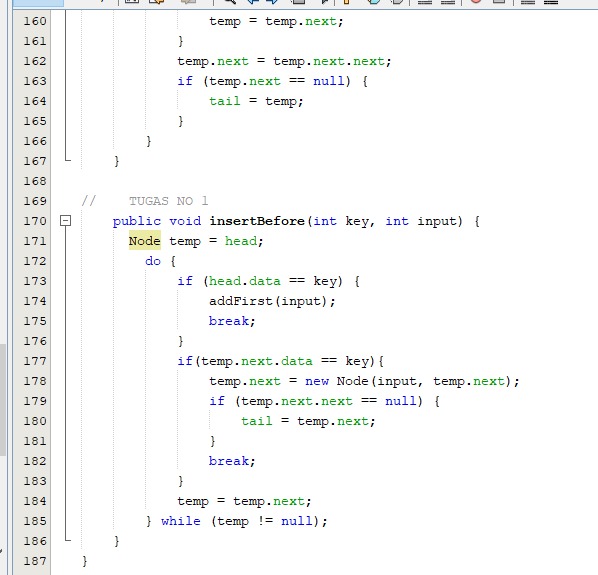 160 temp = temp.next;
161 }
162 temp.next = temp.next.next;
163 if (temp.next == null) {
164 tail = temp;
165 }
166 }
167 }
168
169 // TUGAS NO 1
170 public void insertBefore(int key, int input) {
171 Node temp = head;
172 do {
173 if (head.data == key) {
174 addFirst(input);
175 break;
176 }
177 if(temp.next.data == key){
178 temp.next = new Node(input, temp.next);
179 if (temp.next.next == null) {
180 tail = temp.next;
181 }
182 break;
183 }
184 temp = temp.next;
185 } while (temp != null);
186 }
187 }